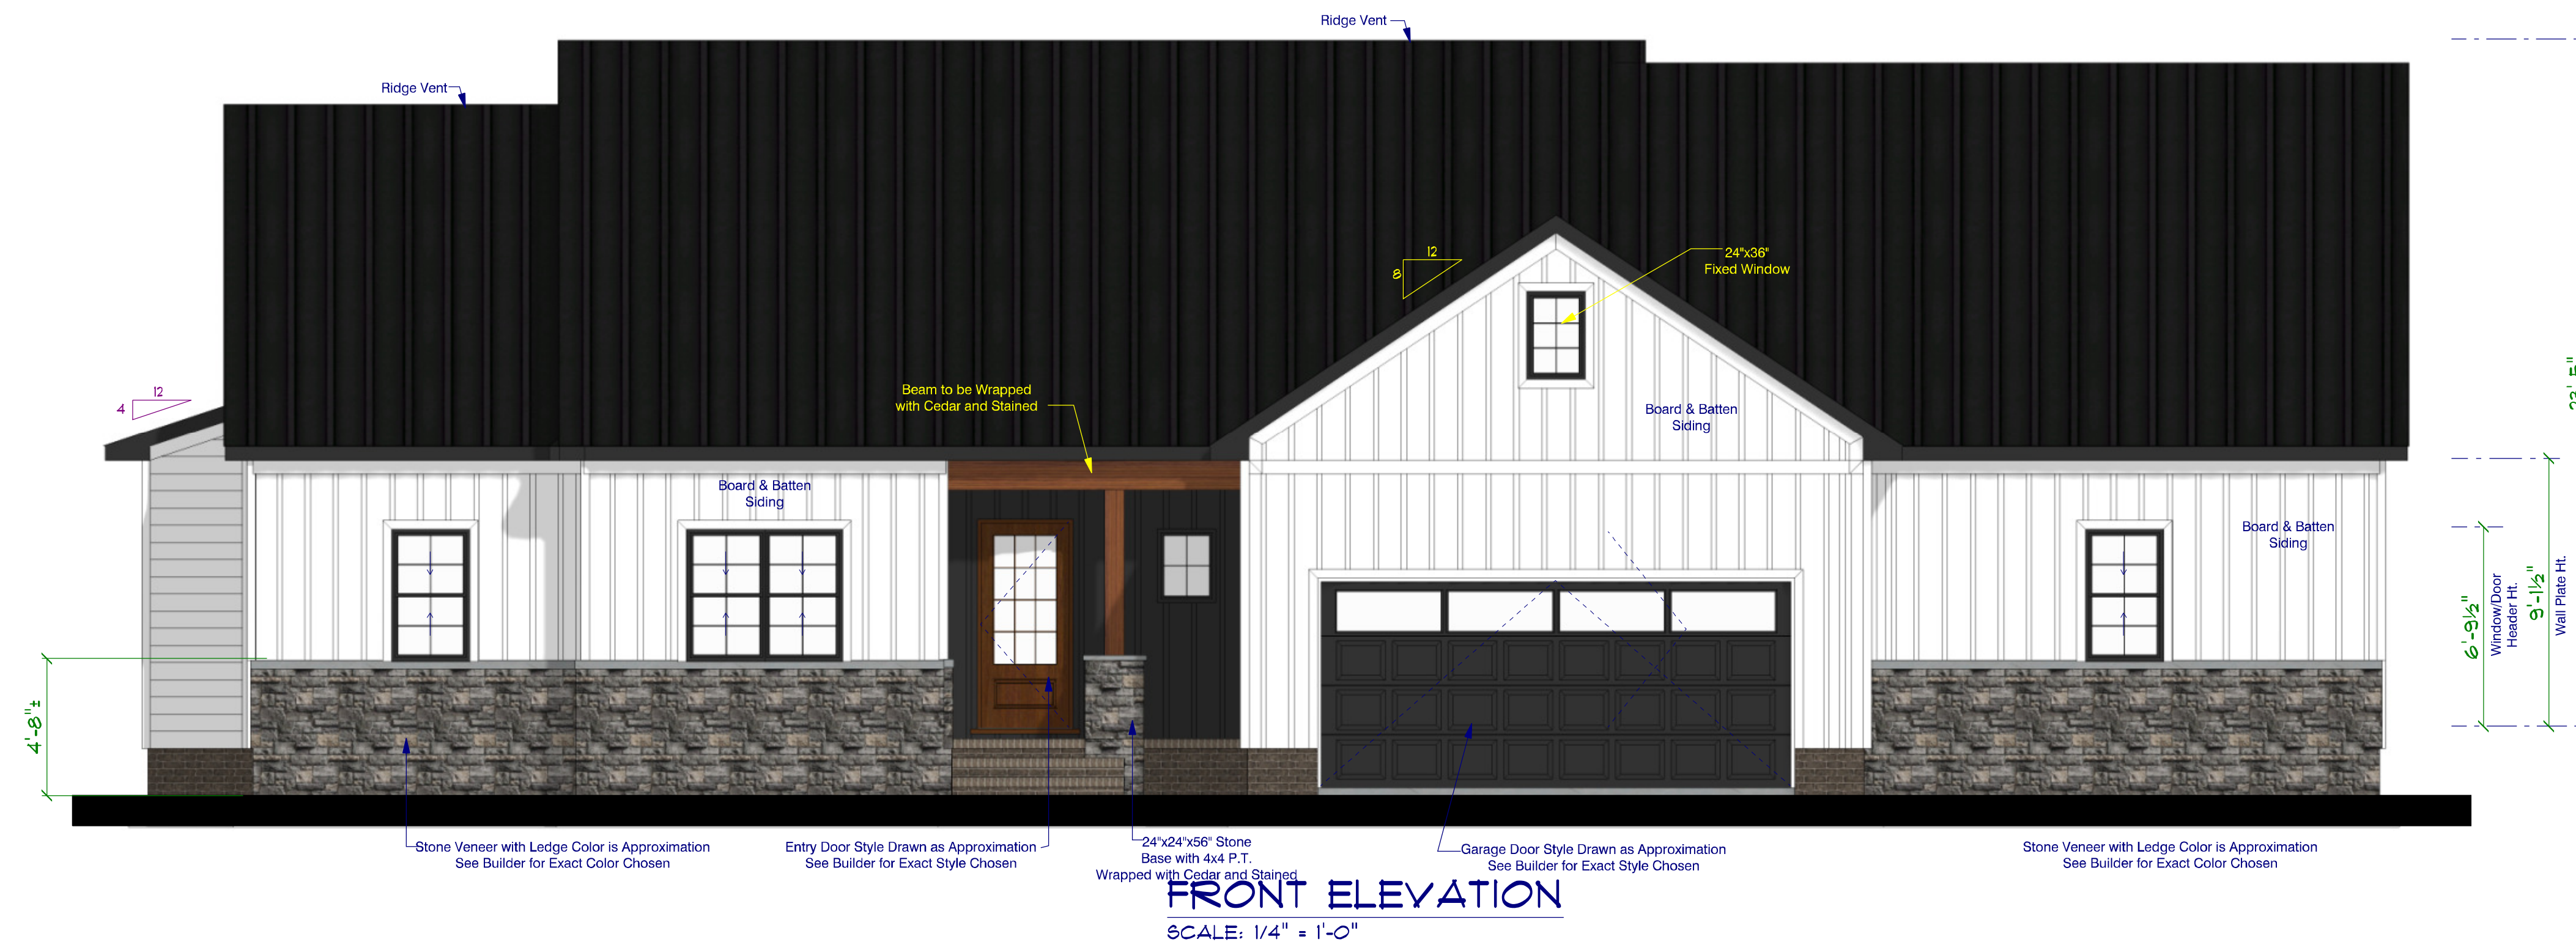 Ridge Vent
Ridge Vent
12
8
24"x36"
Fixed Window
12
4
Beam to be Wrapped
with Cedar and Stained
Board & Batten
Siding
Board & Batten
Siding
Board & Batten
Siding
4'-8"±
6'-9½"
Window/Door
Header Ht.
9'-1½"
Wall Plate Ht.
Stone Veneer with Ledge Color is Approximation
See Builder for Exact Color Chosen
Entry Door Style Drawn as Approximation
See Builder for Exact Style Chosen
24"x24"x56" Stone
Base with 4x4 P.T.
Wrapped with Cedar and Stained
Garage Door Style Drawn as Approximation
See Builder for Exact Style Chosen
Stone Veneer with Ledge Color is Approximation
See Builder for Exact Color Chosen
FRONT ELEVATION
SCALE: 1/4" = 1'-0"